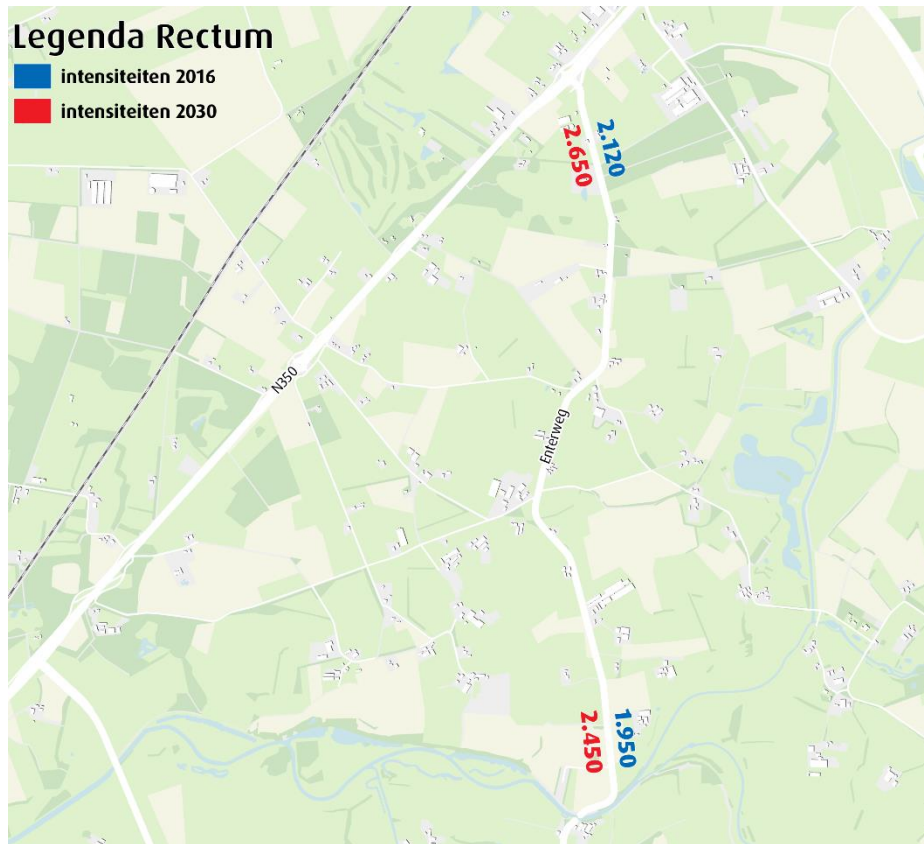 Legenda Rectum
intensiteiten 2016
intensiteiten 2030
2.120
2.650
N350
Enterweg
1.950
2.450